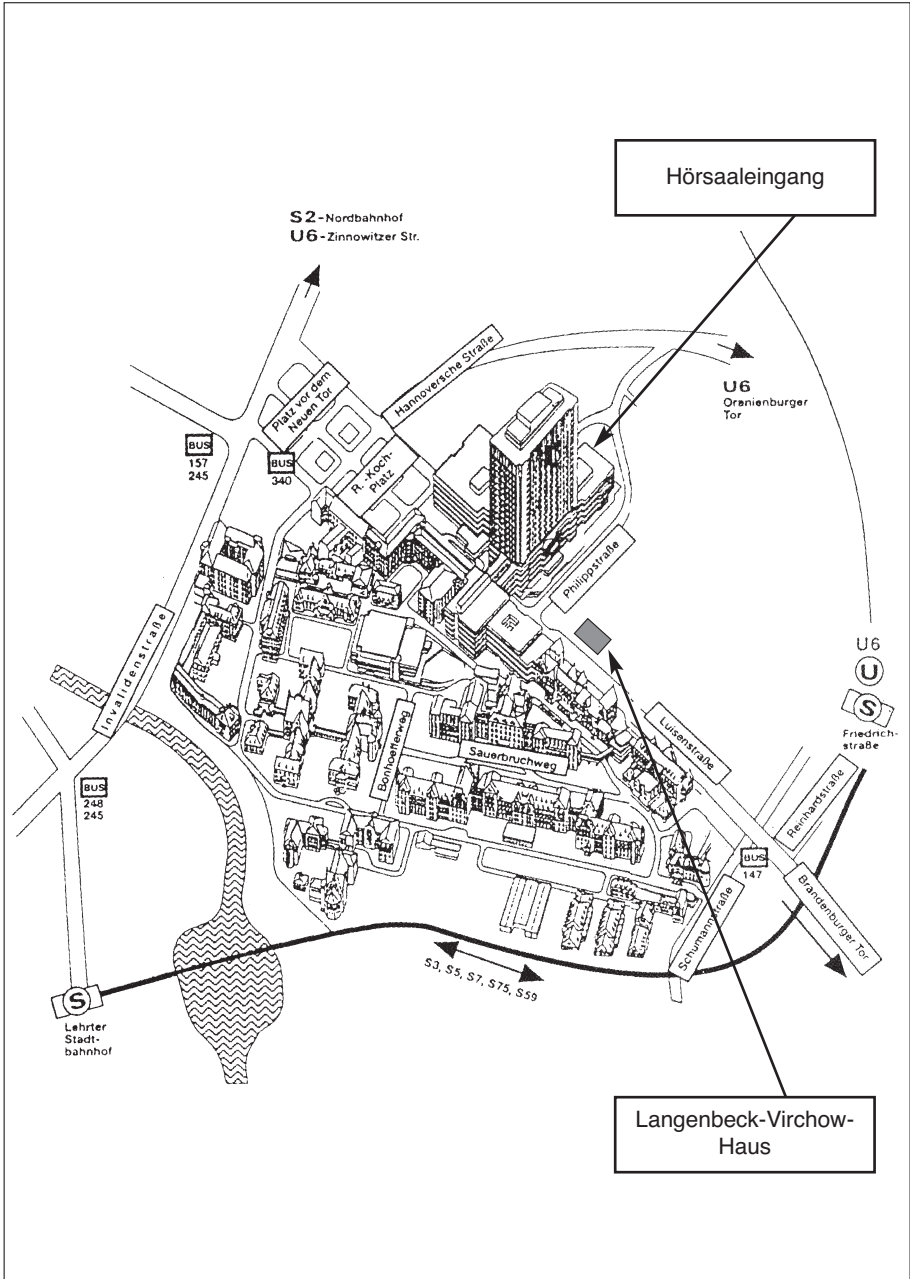 Hörsaaleingang
S2-Nordbahnhof
U6-Zinnowitzer Str.
Hannoversche Straße
Platz vor dem
Neuen Tor
U6
Oranienburger
Tor
BUS
157
245
BUS
340
R.-Koch-
Platz
Philippstraße
Invalidenstraße
U6
U
S
Friedrich-
straße
Luisenstraße
Sauerbruchweg
Bonhoefferweg
BUS
248
245
Reinhardstraße
BUS
147
Brandenburger Tor
Schumannstraße
S3, S5, S7, S75, S59
S
Lehrter
Stadt-
bahnhof
Langenbeck-Virchow-
Haus